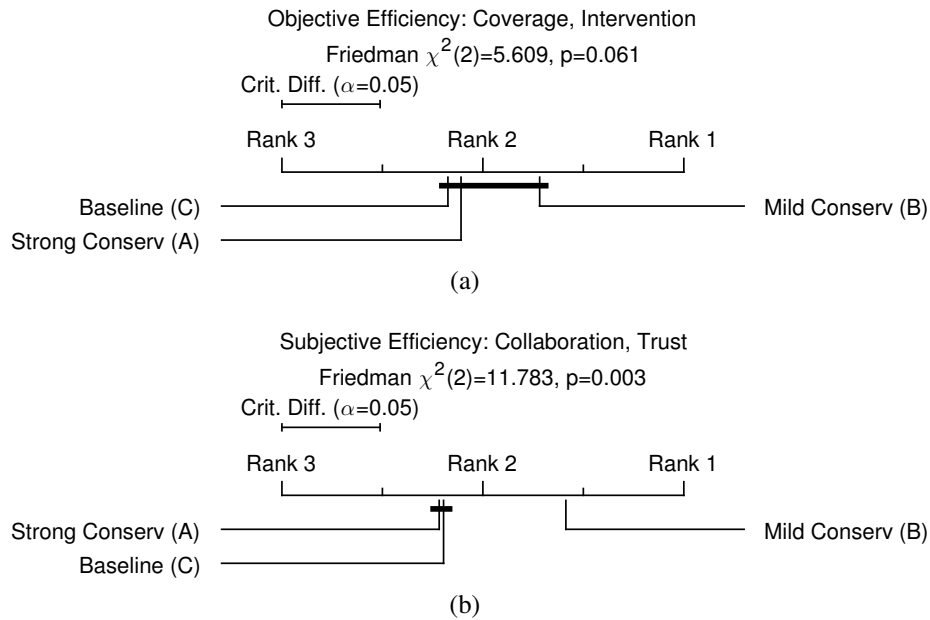 Objective Efficiency: Coverage, Intervention
Friedman χ²(2)=5.609, p=0.061
Crit. Diff. (α=0.05)
Rank 3 Rank 2 Rank 1
Baseline (C) Mild Conserv (B)
Strong Conserv (A)
(a)
Subjective Efficiency: Collaboration, Trust
Friedman χ²(2)=11.783, p=0.003
Crit. Diff. (α=0.05)
Rank 3 Rank 2 Rank 1
Strong Conserv (A) Mild Conserv (B)
Baseline (C)
(b)